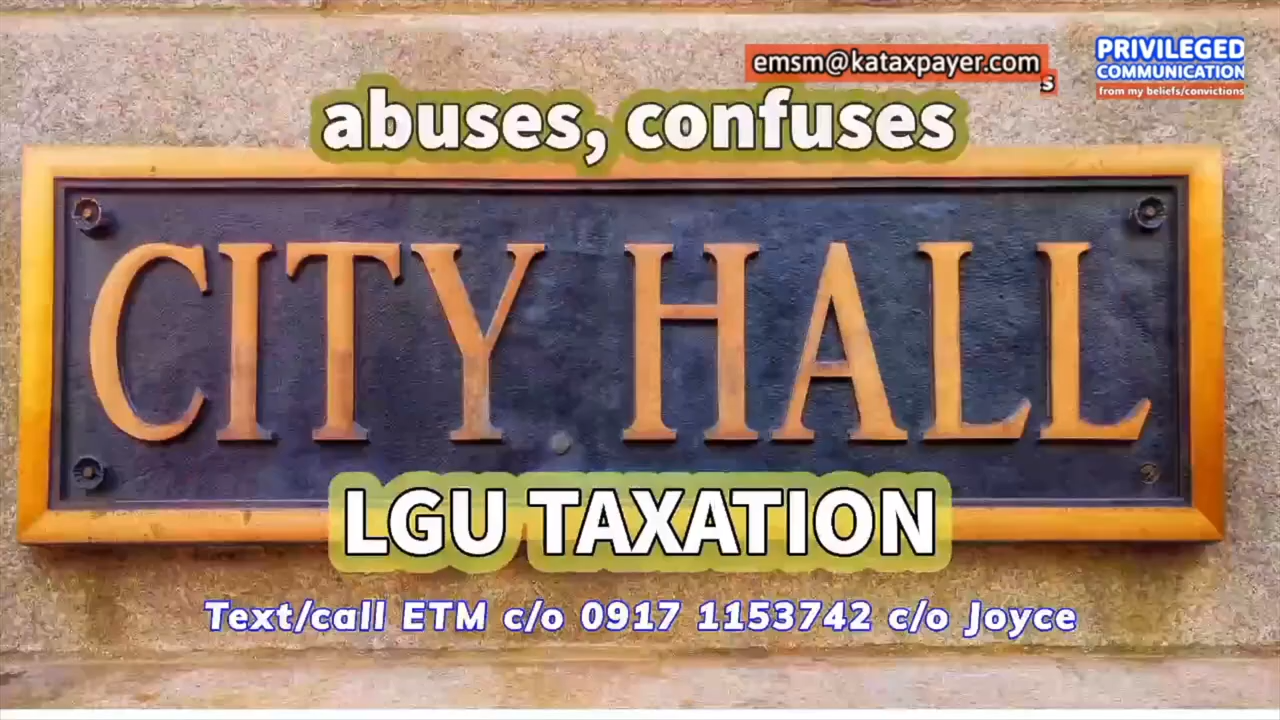 emsm@kataxpayer.com
s
PRIVILEGED
COMMUNICATION
from my beliefs/convictions
abuses, confuses
CITY HALL
LGU TAXATION
Text/call ETM c/o 0917 1153742 c/o Joyce